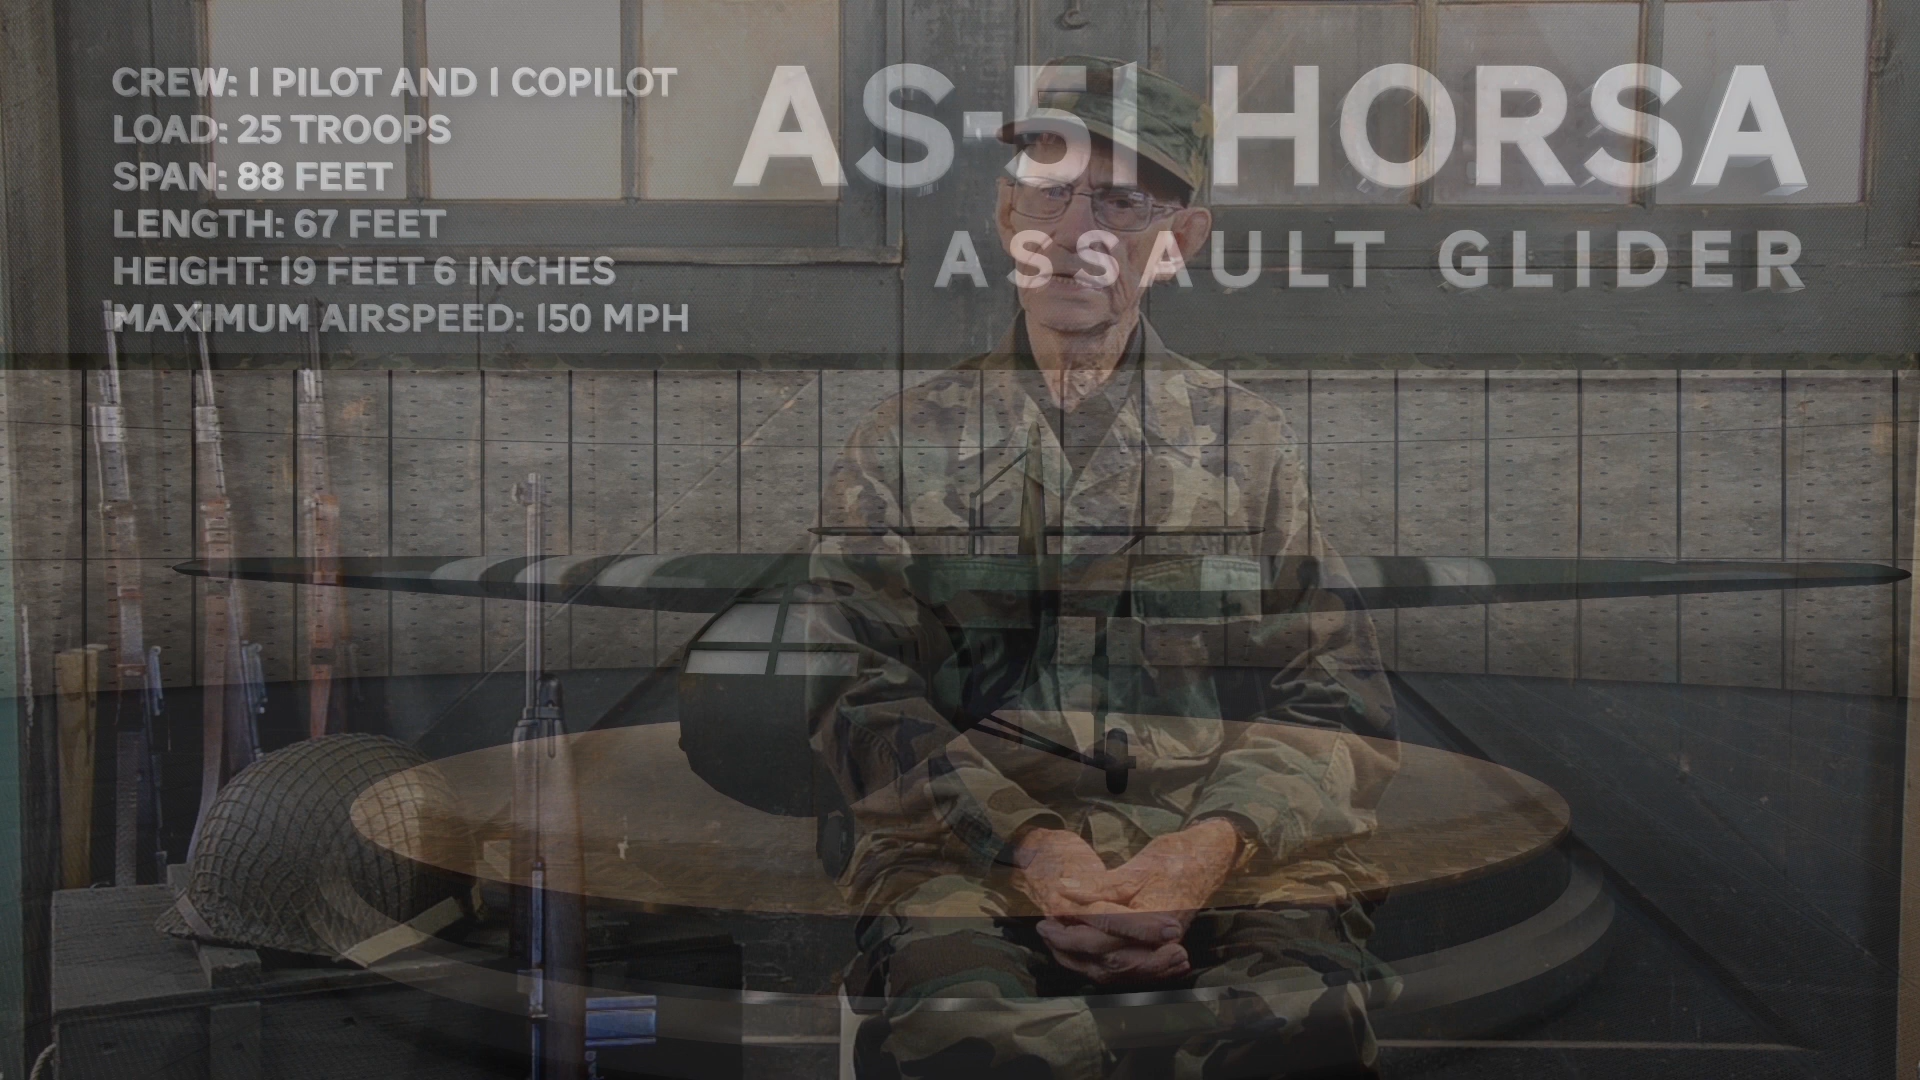 CREW: 1 PILOT AND 1 COPILOT
LOAD: 25 TROOPS
SPAN: 88 FEET
LENGTH: 67 FEET
HEIGHT: 19 FEET 6 INCHES
MAXIMUM AIRSPEED: 150 MPH
AS-51 HORSA
ASSAULT GLIDER